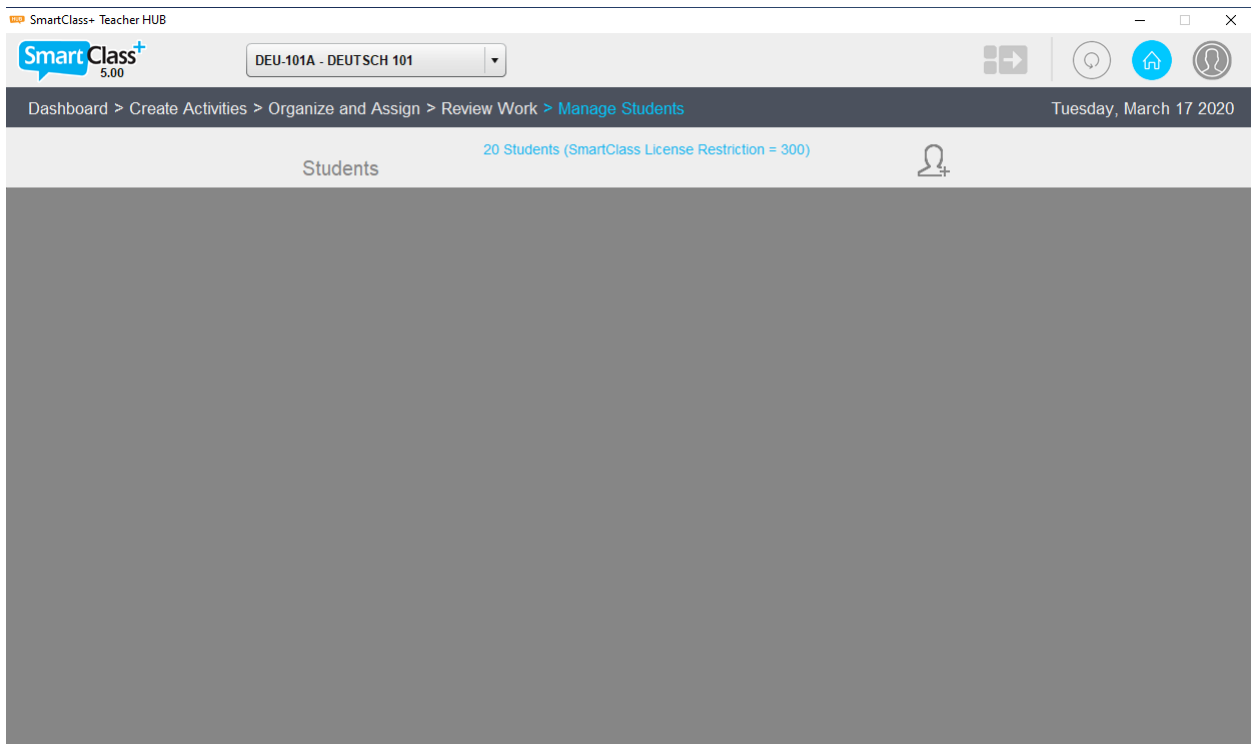 HUB SmartClass+ Teacher HUB
Smart Class+
5.00
DEU-101A - DEUTSCH 101
Dashboard > Create Activities > Organize and Assign > Review Work > Manage Students
Tuesday, March 17 2020
Students
20 Students (SmartClass License Restriction = 300)